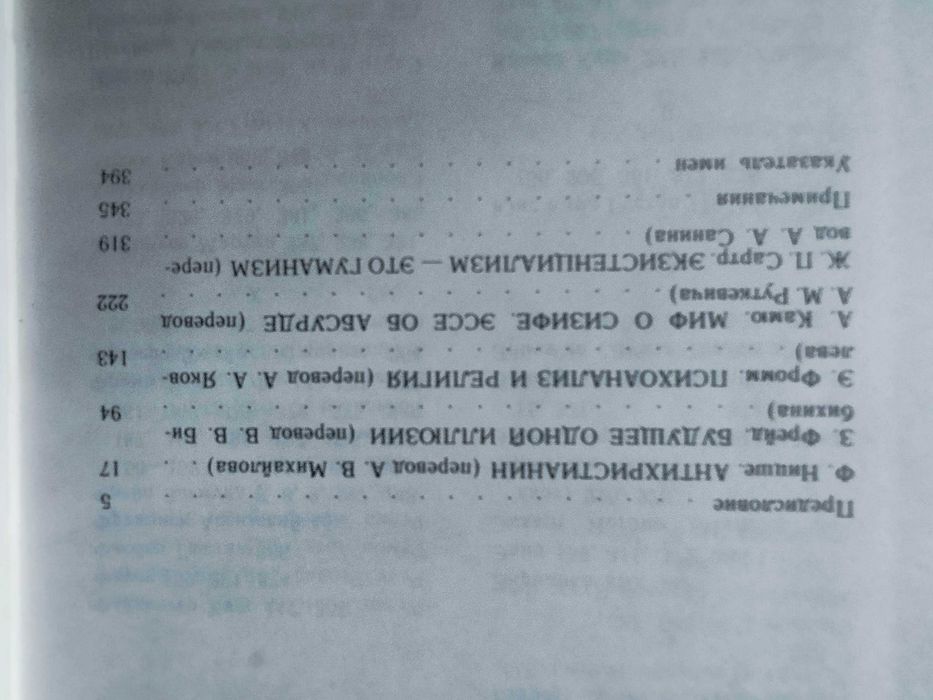 Предисловие . . . . . . . . . . . . . . . . . . . 5
Ф. Ницше. АНТИХРИСТИАНИН (перевод А. В. Михайлова) . . 17
З. Фрейд. БУДУЩЕЕ ОДНОЙ ИЛЛЮЗИИ (перевод В. В. Би-
бихина) . . . . . . . . . . . . . . . . . . . . . 94
Э. Фромм. ПСИХОАНАЛИЗ И РЕЛИГИЯ (перевод А. А. Яков-
лева) . . . . . . . . . . . . . . . . . . . . . . 143
А. Камю. МИФ О СИЗИФЕ. ЭССЕ ОБ АБСУРДЕ (перевод
А. М. Руткевича) . . . . . . . . . . . . . . . . . 222
Ж. П. Сартр. ЭКЗИСТЕНЦИАЛИЗМ — ЭТО ГУМАНИЗМ (пере-
вод А. А. Санина) . . . . . . . . . . . . . . . . 319
Примечания . . . . . . . . . . . . . . . . . . . . 345
Указатель имен . . . . . . . . . . . . . . . . . . 394